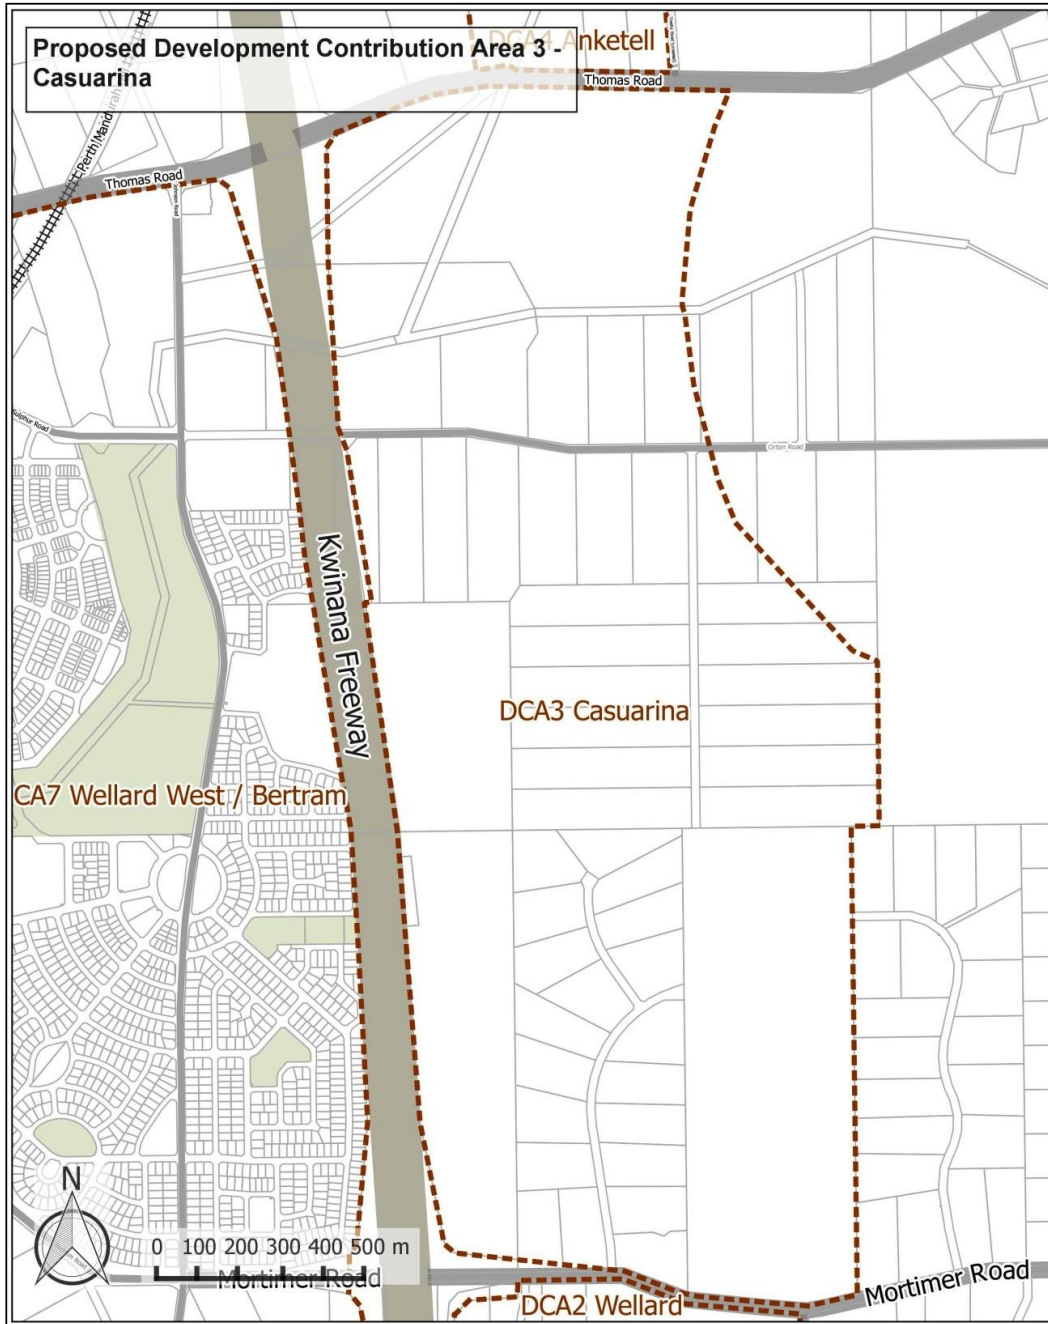 Proposed Development Contribution Area 3 -
Casuarina
DCA4 Anketell
Thomas Road
Perth Mandurah
Thomas Road
Johnson Road
Sulphur Road
Orton Road
Kwinana Freeway
DCA3 Casuarina
CA7 Wellard West / Bertram
N
0 100 200 300 400 500 m
Mortimer Road
Mortimer Road
DCA2 Wellard